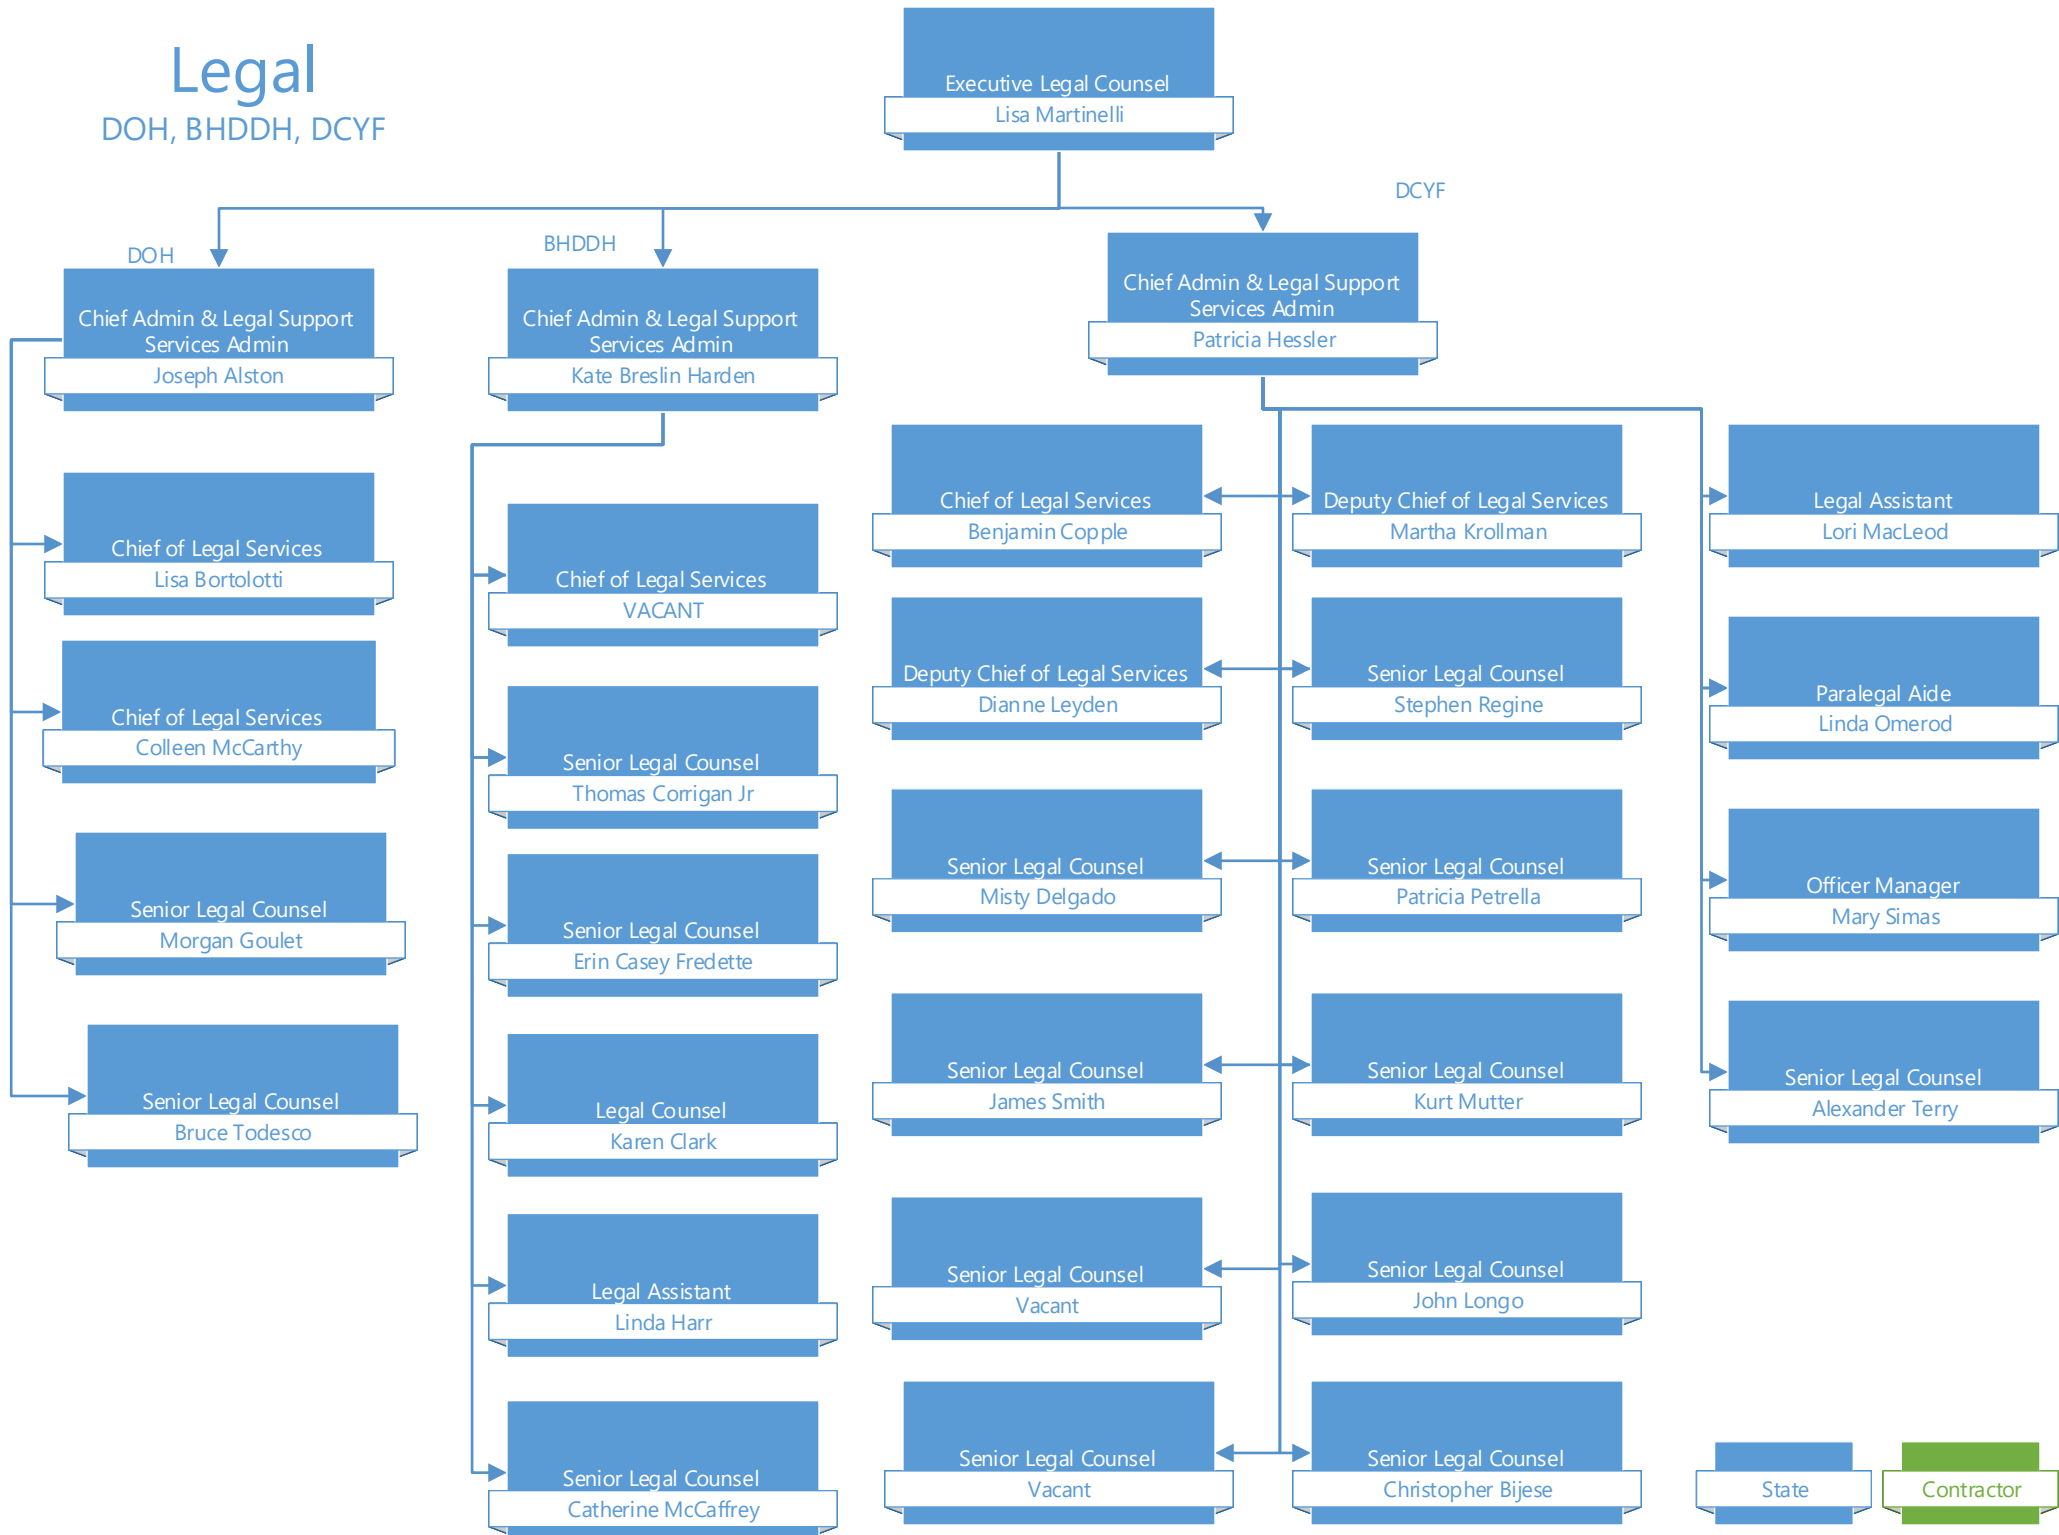 Legal
DOH, BHDDH, DCYF
Executive Legal Counsel
Lisa Martinelli
DOH
Chief Admin & Legal Support
Services Admin
Joseph Alston
Chief of Legal Services
Lisa Bortolotti
Chief of Legal Services
Colleen McCarthy
Senior Legal Counsel
Morgan Goulet
Senior Legal Counsel
Bruce Todesco
BHDDH
Chief Admin & Legal Support
Services Admin
Kate Breslin Harden
Chief of Legal Services
VACANT
Senior Legal Counsel
Thomas Corrigan Jr
Senior Legal Counsel
Erin Casey Fredette
Legal Counsel
Karen Clark
Legal Assistant
Linda Harr
Senior Legal Counsel
Catherine McCaffrey
DCYF
Chief Admin & Legal Support
Services Admin
Patricia Hessler
Chief of Legal Services
Benjamin Copple
Deputy Chief of Legal Services
Dianne Leyden
Senior Legal Counsel
Misty Delgado
Senior Legal Counsel
James Smith
Senior Legal Counsel
Vacant
Senior Legal Counsel
Vacant
Deputy Chief of Legal Services
Martha Krollman
Senior Legal Counsel
Stephen Regine
Senior Legal Counsel
Patricia Petrella
Senior Legal Counsel
Kurt Mutter
Senior Legal Counsel
John Longo
Senior Legal Counsel
Christopher Bijese
Legal Assistant
Lori MacLeod
Paralegal Aide
Linda Omerod
Officer Manager
Mary Simas
Senior Legal Counsel
Alexander Terry
State
Contractor